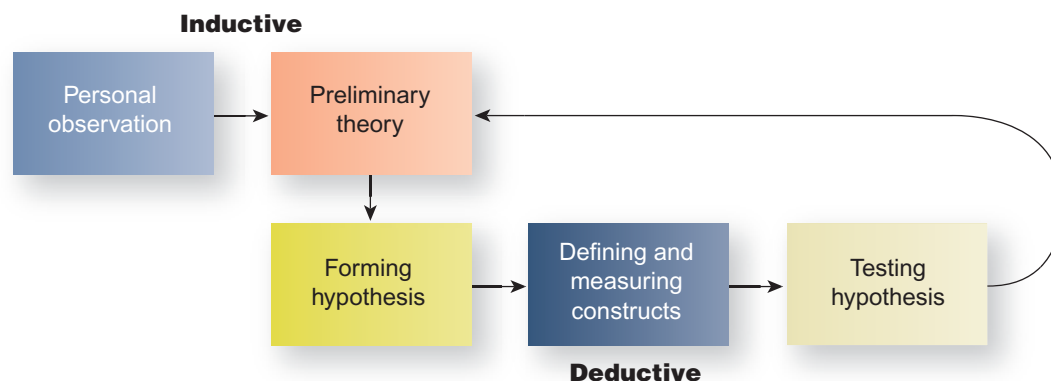 Inductive
Personal
observation
Preliminary
theory
Forming
hypothesis
Defining and
measuring
constructs
Testing
hypothesis
Deductive